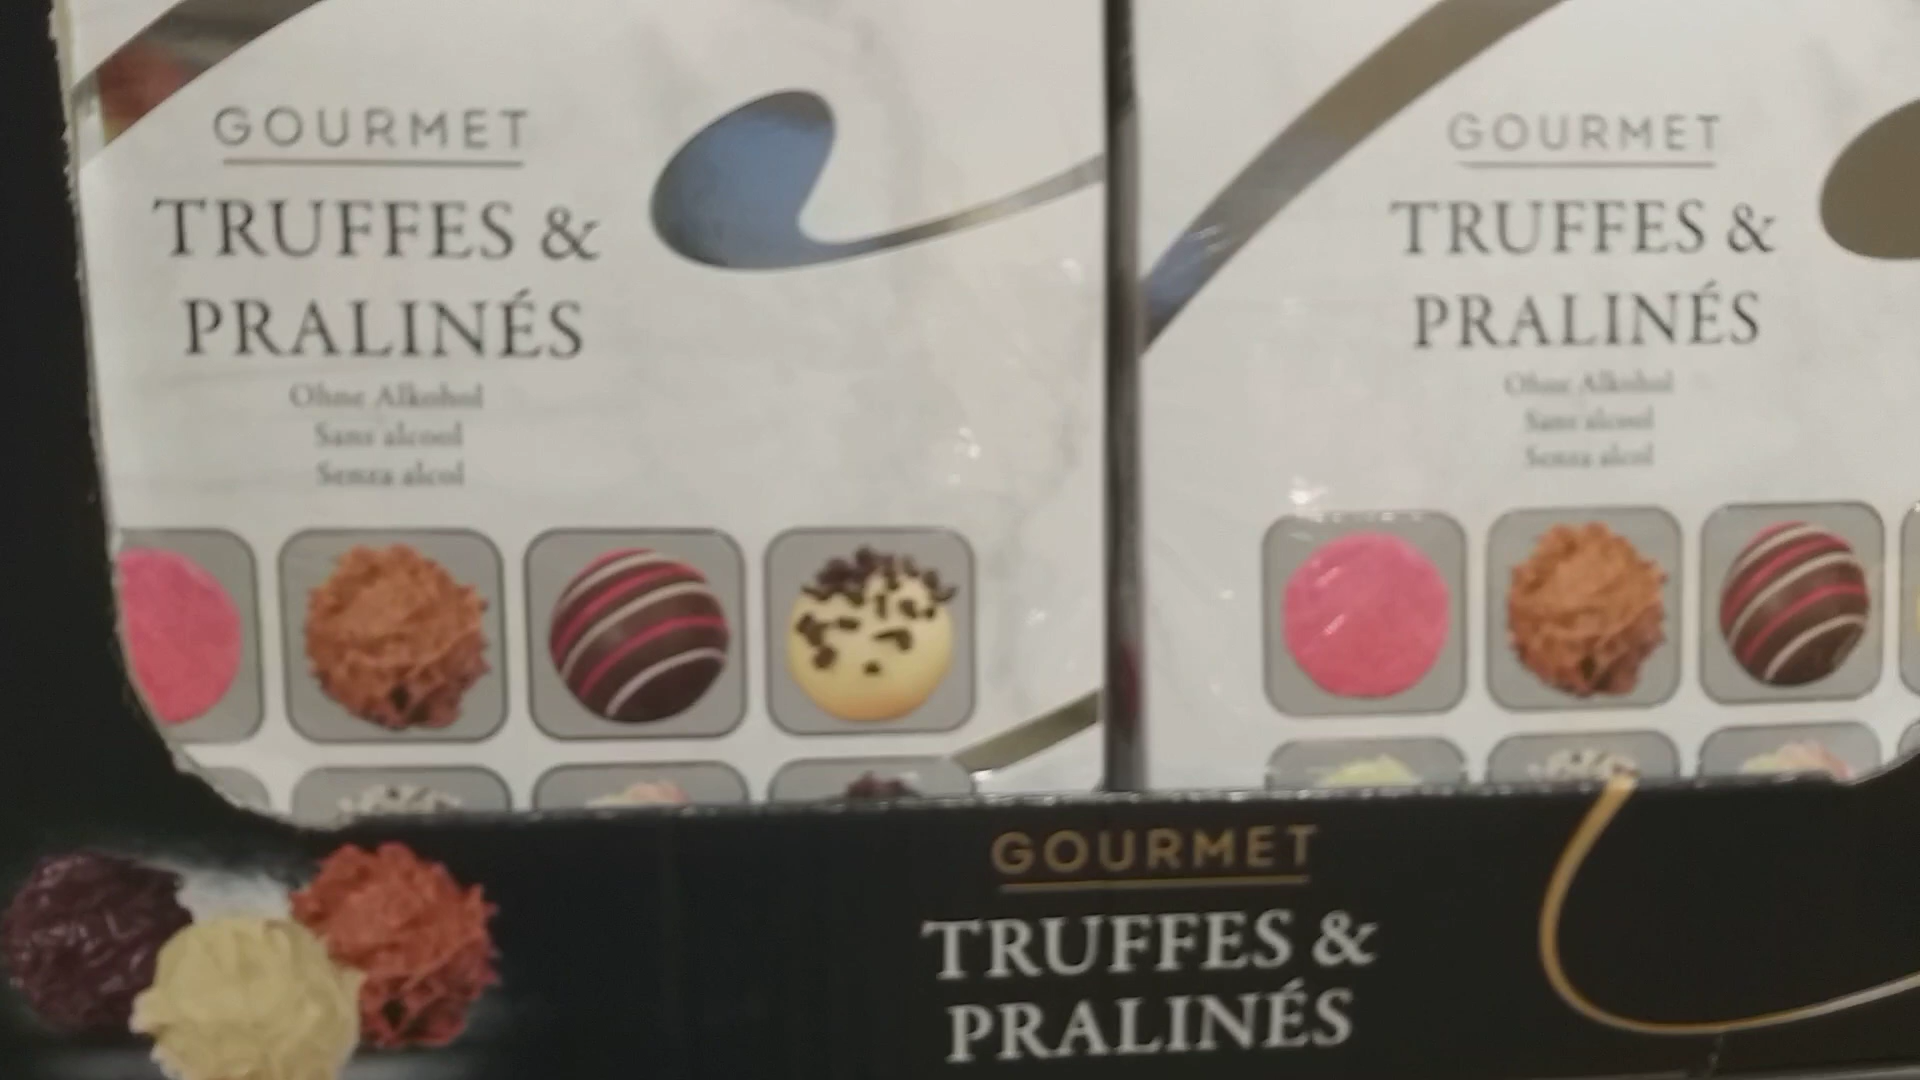 GOURMET
TRUFFES &
PRALINÉS
Ohne Alkohol
Sans alcool
Senza alcol
GOURMET
TRUFFES &
PRALINÉS
Ohne Alkohol
Sans alcool
Senza alcol
GOURMET
TRUFFES &
PRALINÉS